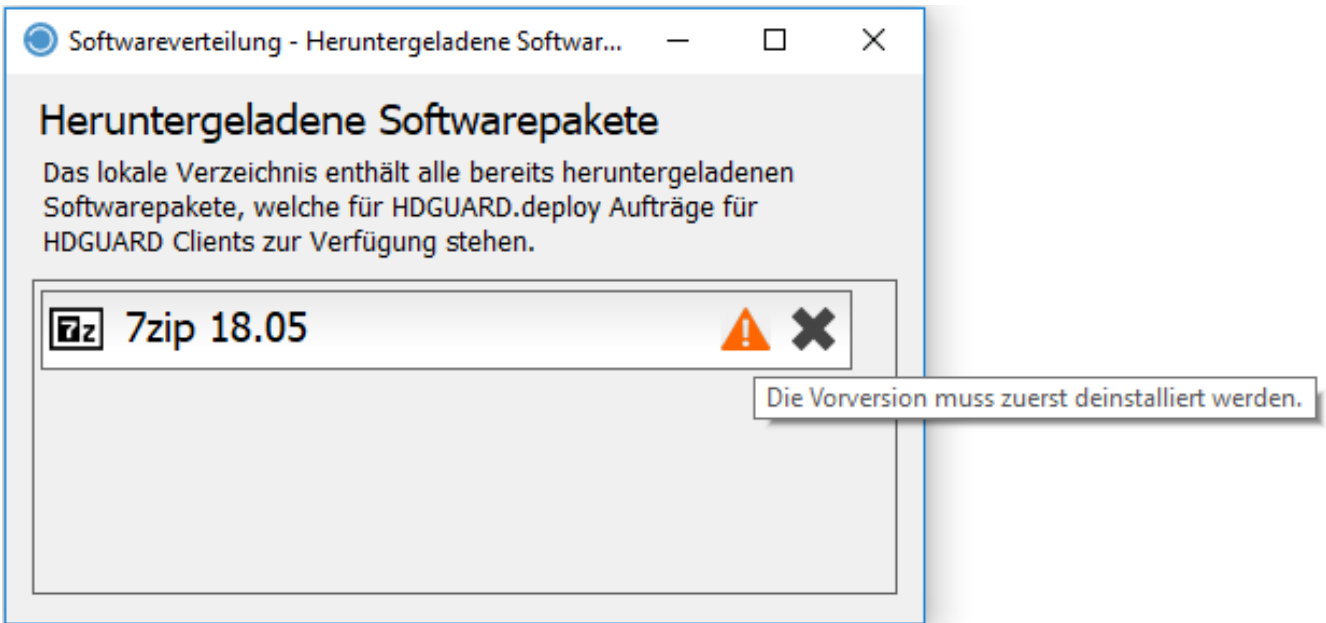 Softwareverteilung - Heruntergeladene Softwar...
Heruntergeladene Softwarepakete
Das lokale Verzeichnis enthält alle bereits heruntergeladenen
Softwarepakete, welche für HDGUARD.deploy Aufträge für
HDGUARD Clients zur Verfügung stehen.
7z 7zip 18.05
Die Vorversion muss zuerst deinstalliert werden.